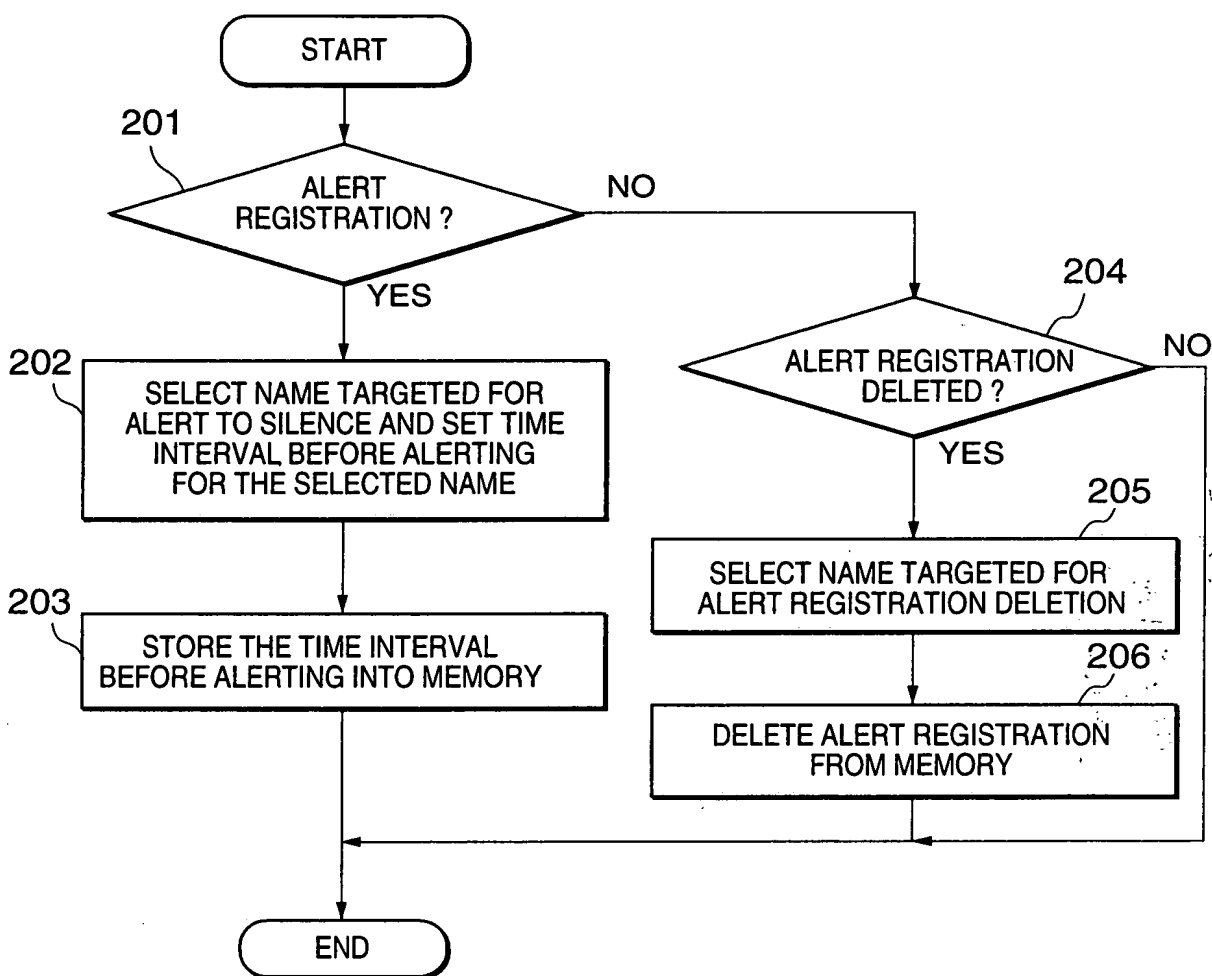 START
201
ALERT
REGISTRATION ?
NO
YES
204
ALERT REGISTRATION
DELETED ?
NO
YES
202
SELECT NAME TARGETED FOR
ALERT TO SILENCE AND SET TIME
INTERVAL BEFORE ALERTING
FOR THE SELECTED NAME
205
SELECT NAME TARGETED FOR
ALERT REGISTRATION DELETION
203
STORE THE TIME INTERVAL
BEFORE ALERTING INTO MEMORY
206
DELETE ALERT REGISTRATION
FROM MEMORY
END